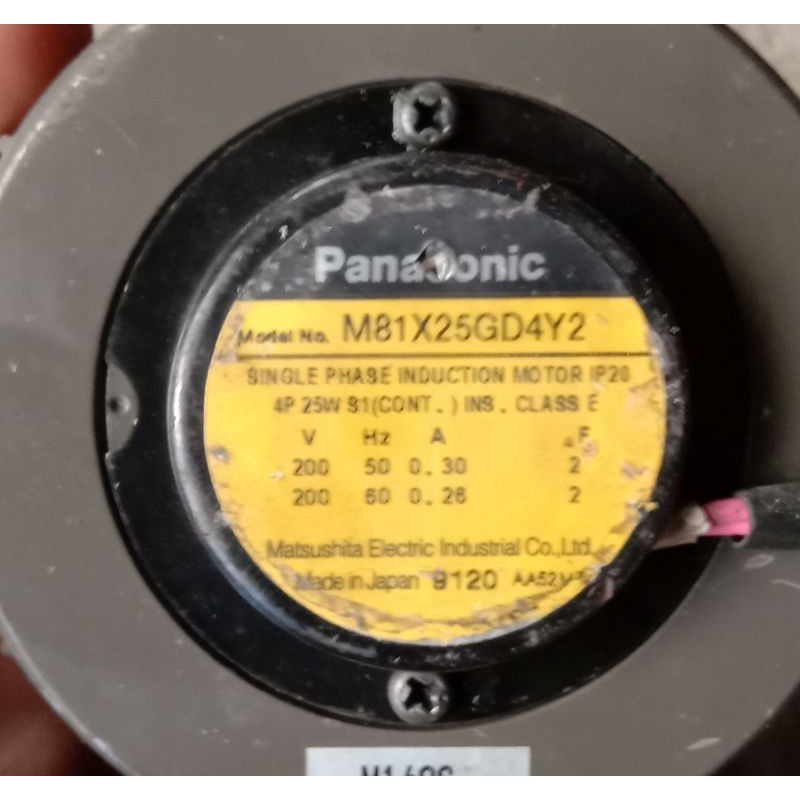 Panasonic
Model No. M81X25GD4Y2
SINGLE PHASE INDUCTION MOTOR IP20
4P 25W S1(CONT.) INS. CLASS E
V Hz A µF
200 50 0.30 2
200 60 0.26 2
Matsushita Electric Industrial Co.,Ltd.
Made in Japan 9120